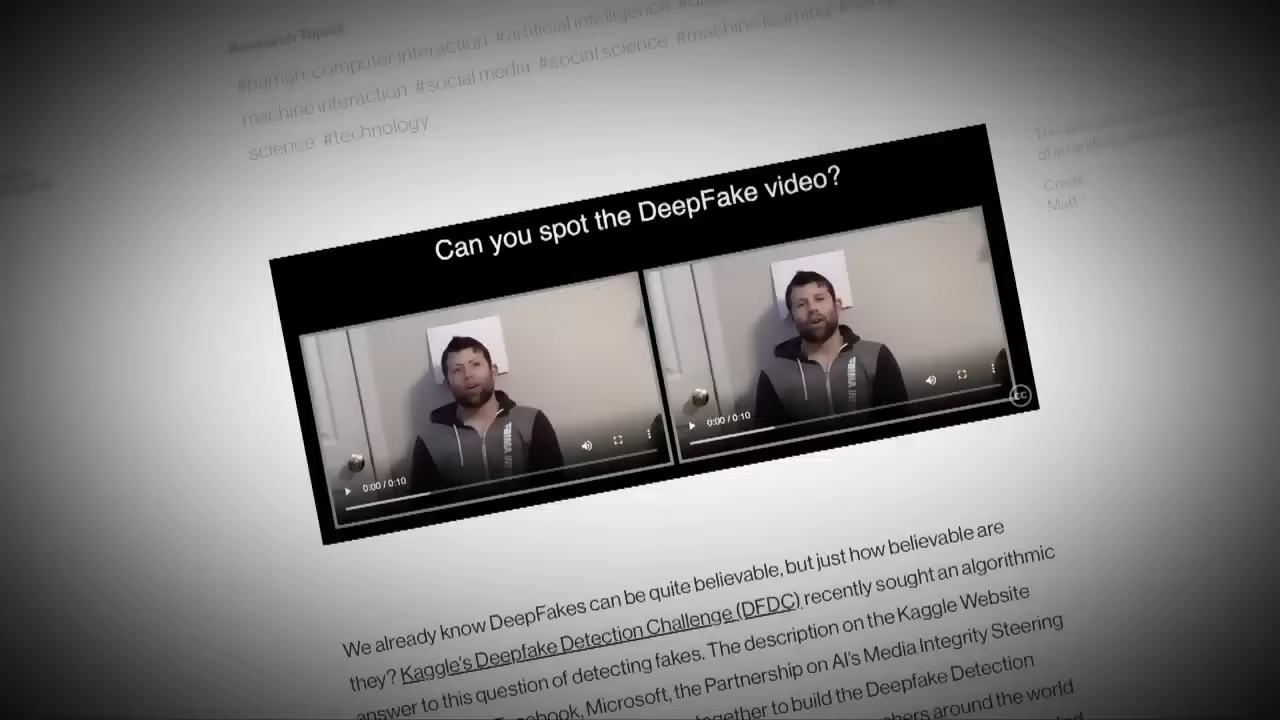 Research Topics
#human-computer interaction #artificial intelligence
machine interaction #social media #social science #machine learning
science #technology
Can you spot the DeepFake video?
0:00 / 0:10
0:00 / 0:10
CC
Credit
Matt
We already know DeepFakes can be quite believable, but just how believable are
they? Kaggle's Deepfake Detection Challenge (DFDC) recently sought an algorithmic
answer to this question of detecting fakes. The description on the Kaggle Website
Facebook, Microsoft, the Partnership on AI's Media Integrity Steering
together to build the Deepfake Detection
around the world